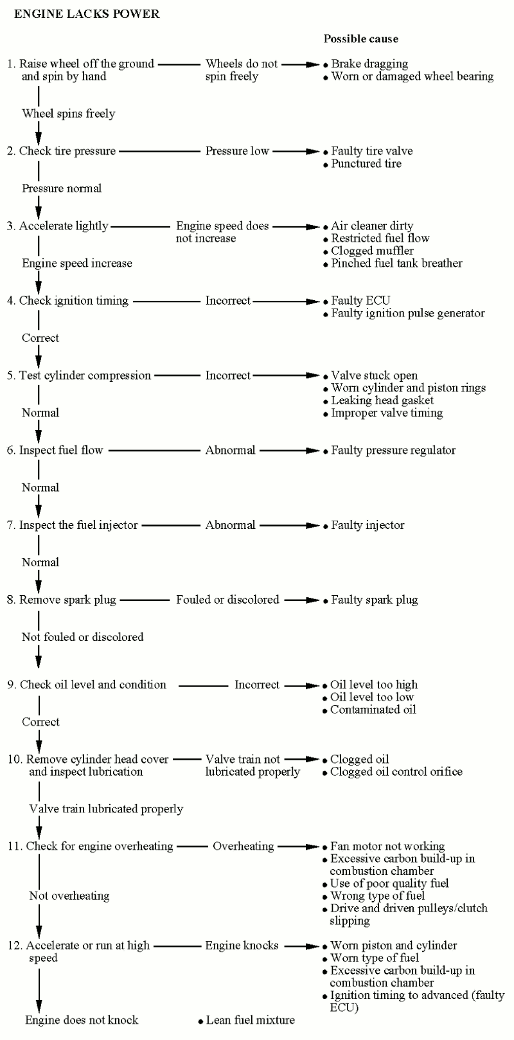 ENGINE LACKS POWER
Possible cause
1. Raise wheel off the ground Wheels do not • Brake dragging
and spin by hand spin freely • Worn or damaged wheel bearing
Wheel spins freely
2. Check tire pressure Pressure low • Faulty tire valve
• Punctured tire
Pressure normal
3. Accelerate lightly Engine speed does • Air cleaner dirty
not increase • Restricted fuel flow
• Clogged muffler
Engine speed increase • Pinched fuel tank breather
4. Check ignition timing Incorrect • Faulty ECU
• Faulty ignition pulse generator
Correct
5. Test cylinder compression Incorrect • Valve stuck open
• Worn cylinder and piston rings
• Leaking head gasket
Normal • Improper valve timing
6. Inspect fuel flow Abnormal • Faulty pressure regulator
Normal
7. Inspect the fuel injector Abnormal • Faulty injector
Normal
8. Remove spark plug Fouled or discolored • Faulty spark plug
Not fouled or discolored
9. Check oil level and condition Incorrect • Oil level too high
• Oil level too low
• Contaminated oil
Correct
10. Remove cylinder head cover Valve train not • Clogged oil
and inspect lubrication lubricated properly • Clogged oil control orifice
Valve train lubricated properly
11. Check for engine overheating Overheating • Fan motor not working
• Excessive carbon build-up in
combustion chamber
• Use of poor quality fuel
Not overheating • Wrong type of fuel
• Drive and driven pulleys/clutch
slipping
12. Accelerate or run at high Engine knocks • Worn piston and cylinder
speed • Worn type of fuel
• Excessive carbon build-up in
combustion chamber
• Ignition timing to advanced (faulty
ECU)
Engine does not knock • Lean fuel mixture